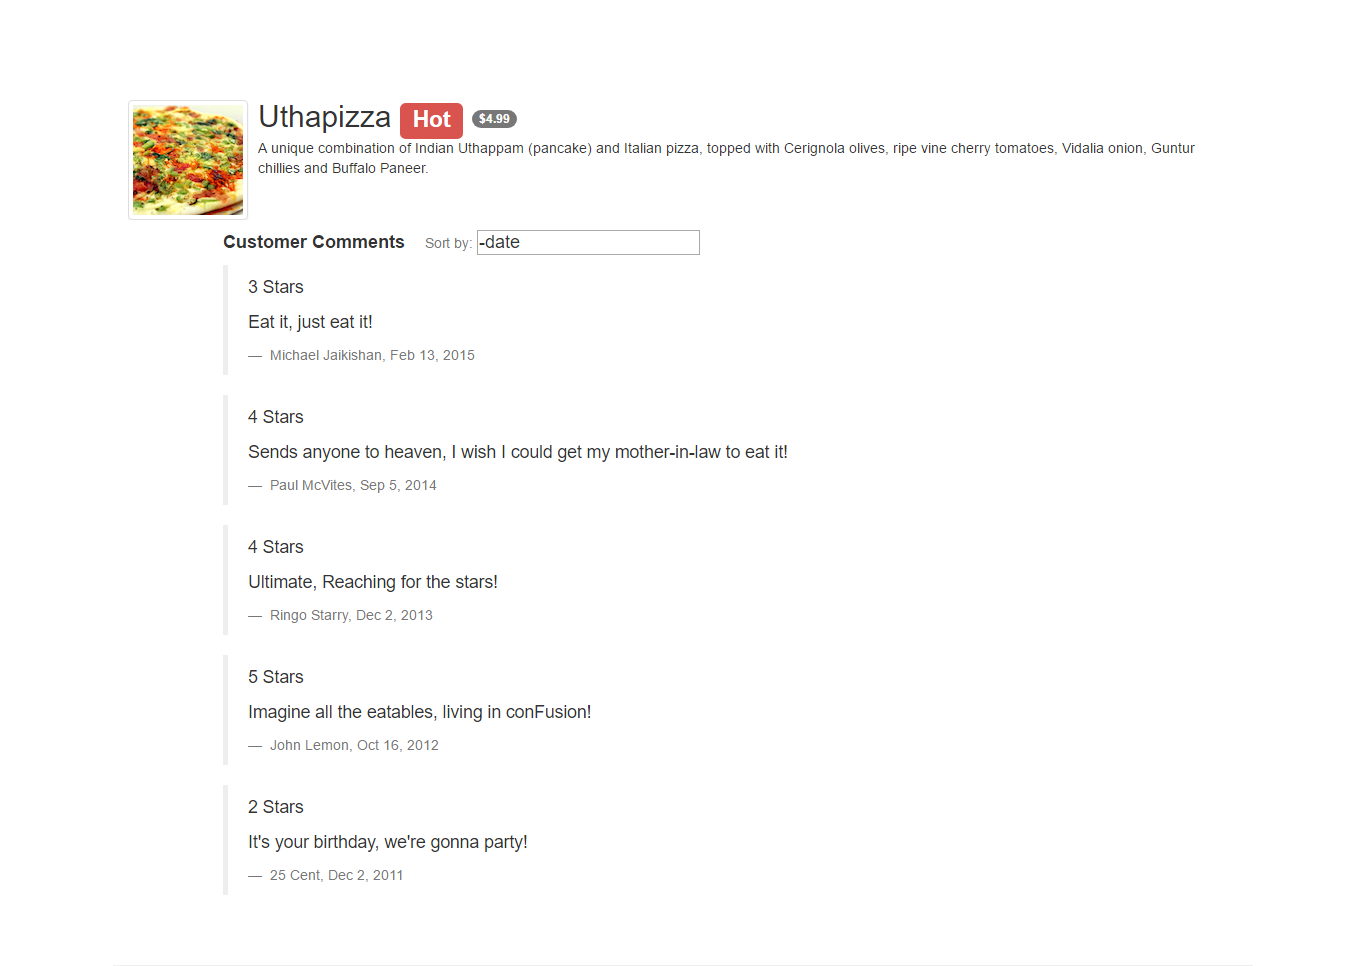 Uthapizza Hot $4.99
A unique combination of Indian Uthappam (pancake) and Italian pizza, topped with Cerignola olives, ripe vine cherry tomatoes, Vidalia onion, Guntur
chillies and Buffalo Paneer.
Customer Comments Sort by: -date
3 Stars
Eat it, just eat it!
— Michael Jaikishan, Feb 13, 2015
4 Stars
Sends anyone to heaven, I wish I could get my mother-in-law to eat it!
— Paul McVites, Sep 5, 2014
4 Stars
Ultimate, Reaching for the stars!
— Ringo Starry, Dec 2, 2013
5 Stars
Imagine all the eatables, living in conFusion!
— John Lemon, Oct 16, 2012
2 Stars
It's your birthday, we're gonna party!
— 25 Cent, Dec 2, 2011